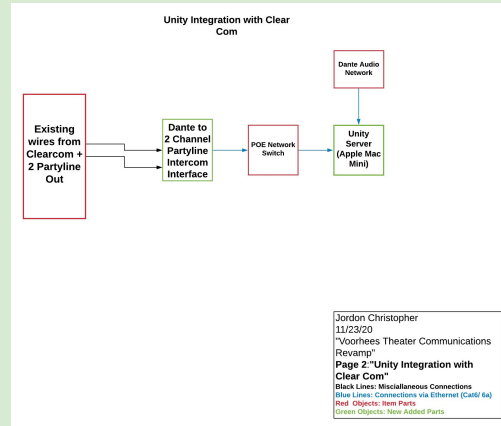 Unity Integration with Clear
Com
Dante Audio
Network
Existing
wires from
Clearcom +
2 Partyline
Out
Dante to
2 Channel
Partyline
Intercom
Interface
POE Network
Switch
Unity
Server
(Apple Mac
Mini)
Jordon Christopher
11/23/20
"Voorhees Theater Communications
Revamp"
Page 2:"Unity Integration with
Clear Com"
Black Lines: Misciallaneous Connections
Blue Lines: Connections via Ethernet (Cat6/ 6a)
Red Objects: Item Parts
Green Objects: New Added Parts